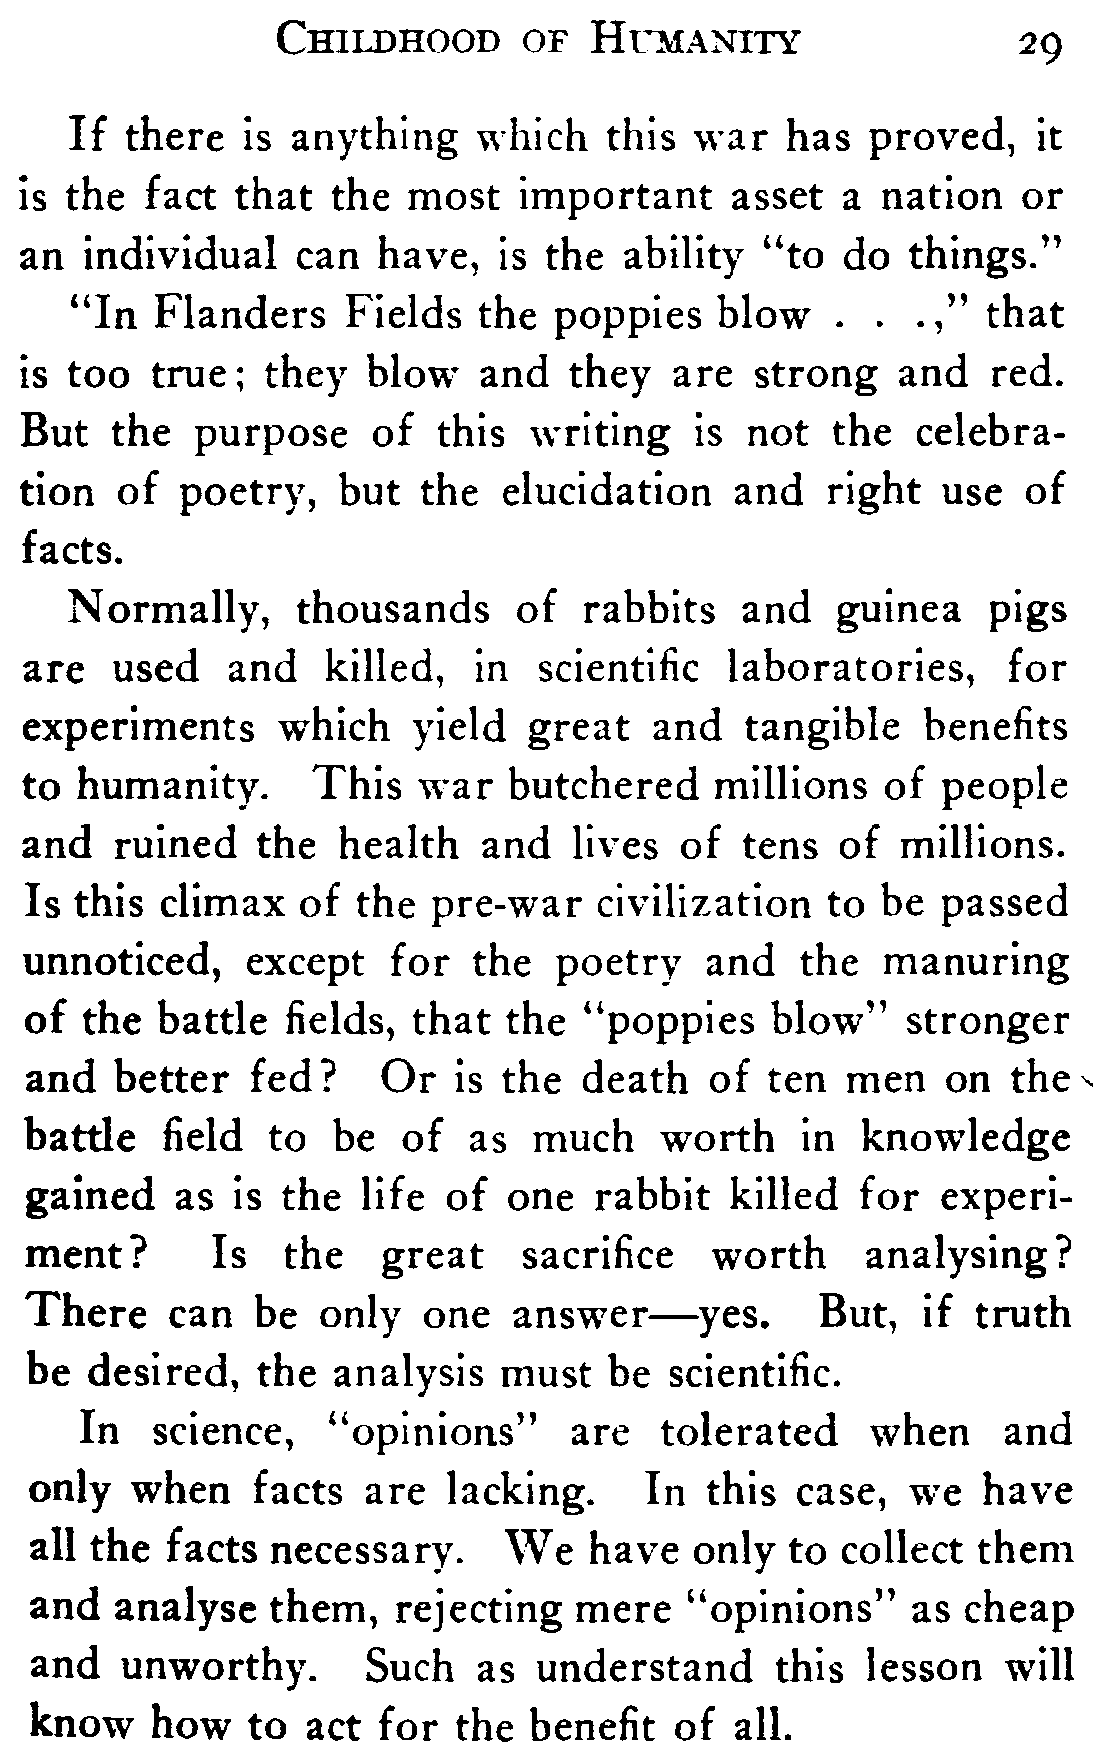 CHILDHOOD OF HUMANITY 29
If there is anything which this war has proved, it
is the fact that the most important asset a nation or
an individual can have, is the ability “to do things.”
“In Flanders Fields the poppies blow . . .,” that
is too true; they blow and they are strong and red.
But the purpose of this writing is not the celebra-
tion of poetry, but the elucidation and right use of
facts.
Normally, thousands of rabbits and guinea pigs
are used and killed, in scientific laboratories, for
experiments which yield great and tangible benefits
to humanity. This war butchered millions of people
and ruined the health and lives of tens of millions.
Is this climax of the pre-war civilization to be passed
unnoticed, except for the poetry and the manuring
of the battle fields, that the “poppies blow” stronger
and better fed? Or is the death of ten men on the
battle field to be of as much worth in knowledge
gained as is the life of one rabbit killed for experi-
ment? Is the great sacrifice worth analysing?
There can be only one answer—yes. But, if truth
be desired, the analysis must be scientific.
In science, “opinions” are tolerated when and
only when facts are lacking. In this case, we have
all the facts necessary. We have only to collect them
and analyse them, rejecting mere “opinions” as cheap
and unworthy. Such as understand this lesson will
know how to act for the benefit of all.